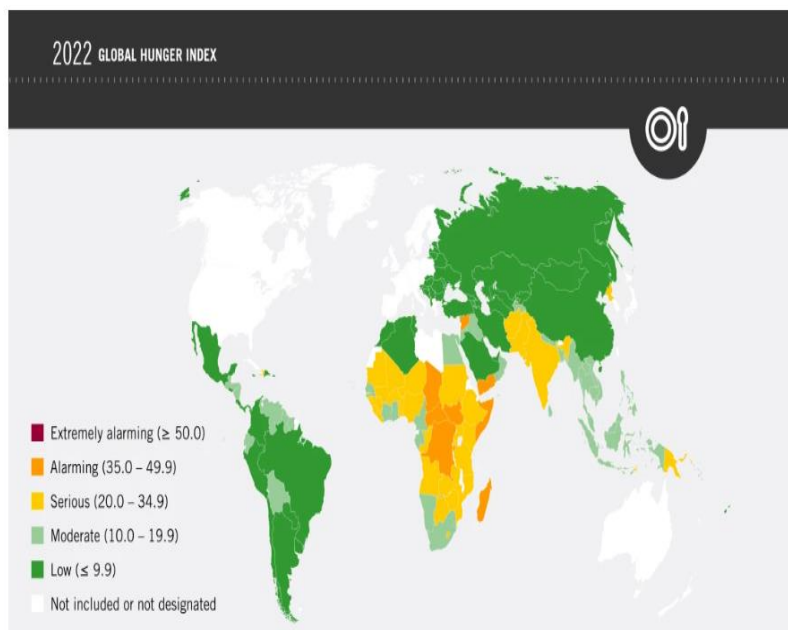 2022 GLOBAL HUNGER INDEX
Extremely alarming (≥ 50.0)
Alarming (35.0 – 49.9)
Serious (20.0 – 34.9)
Moderate (10.0 – 19.9)
Low (≤ 9.9)
Not included or not designated